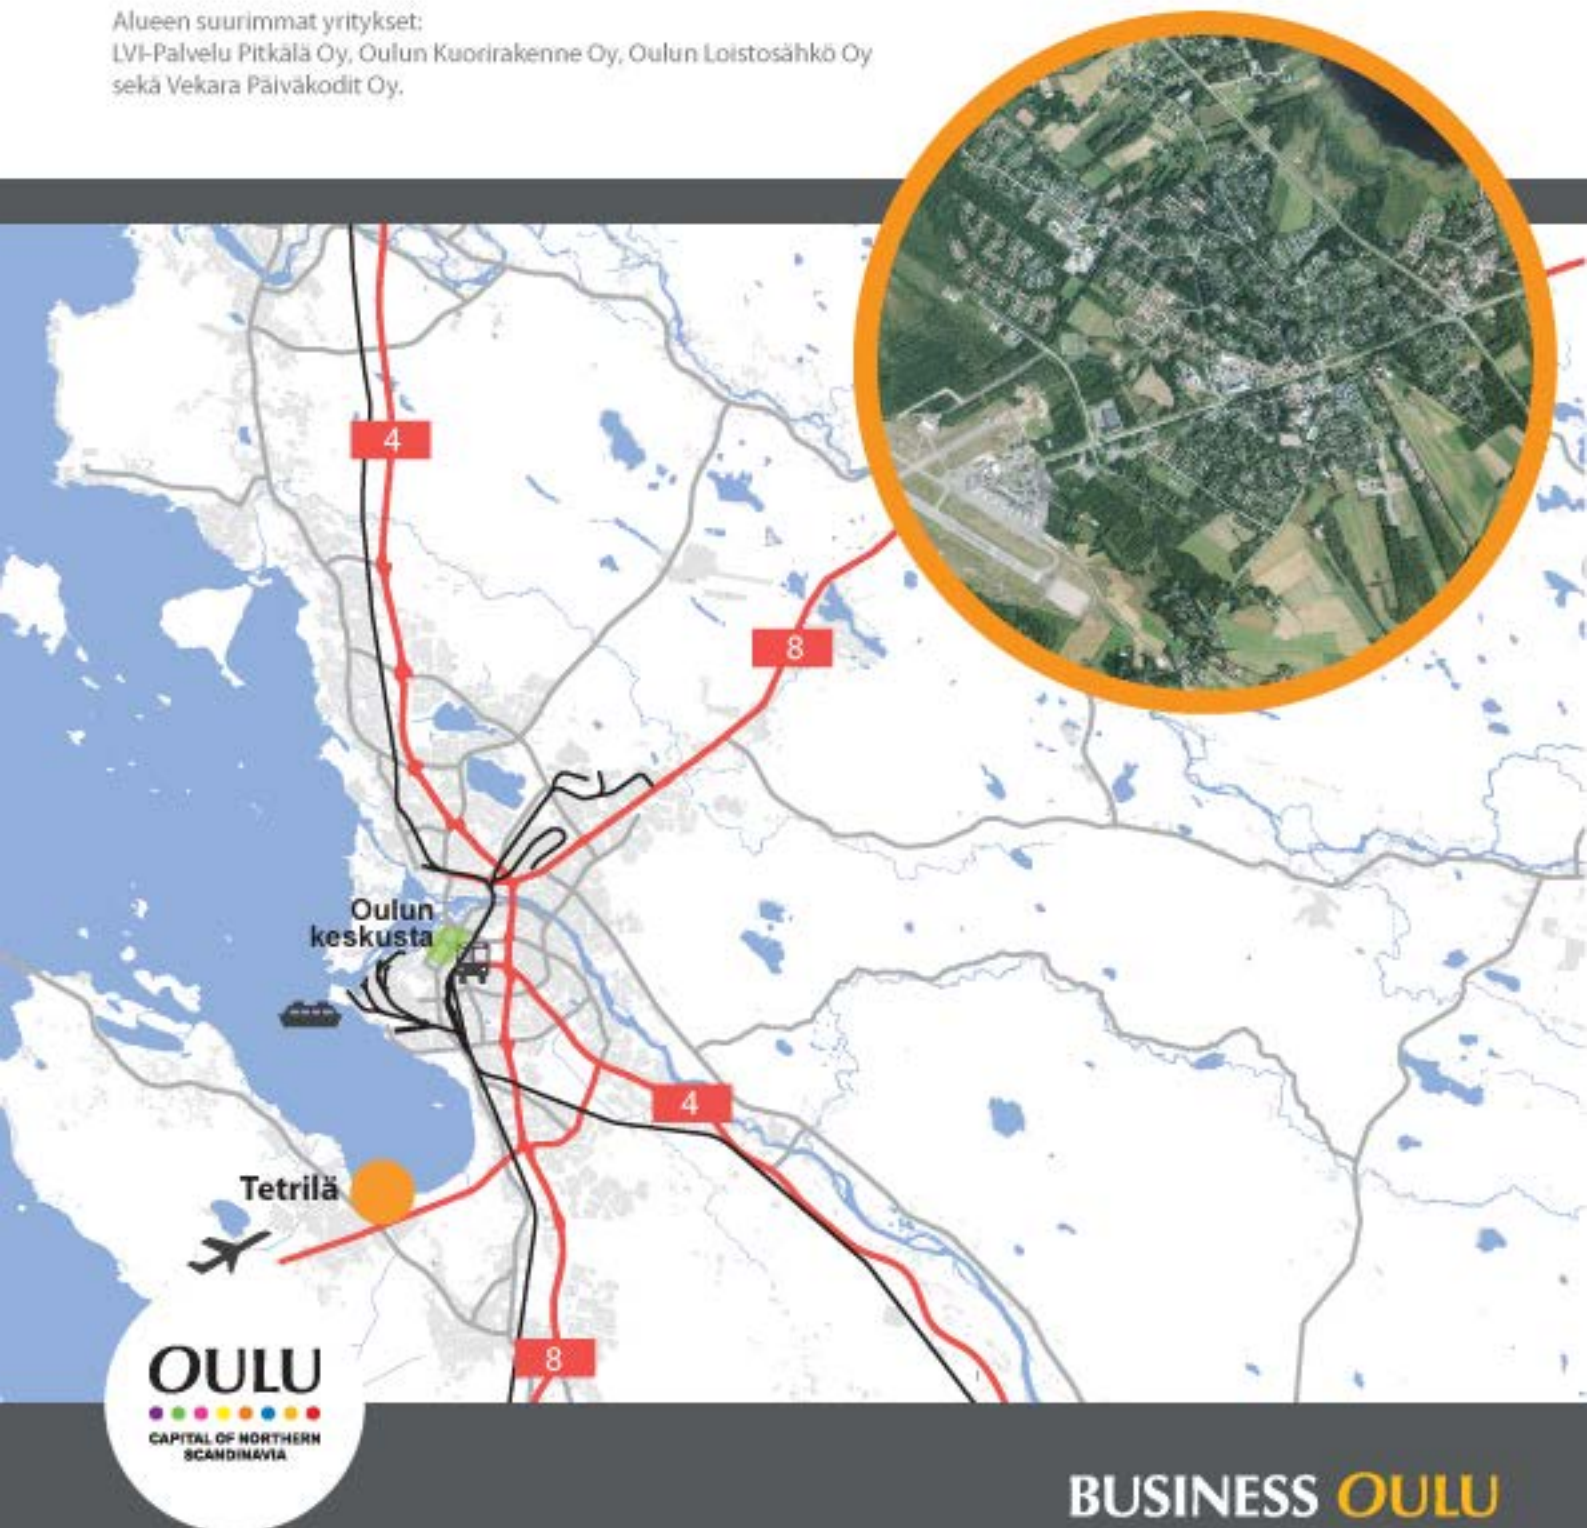 Alueen suurimmat yritykset:
LVI-Palvelu Pitkälä Oy, Oulun Kuorirakenne Oy, Oulun Loistosähkö Oy
sekä Vekara Päiväkodit Oy.
4
8
Oulun
keskusta
4
Tetrilä
8
OULU
CAPITAL OF NORTHERN
SCANDINAVIA
BUSINESS OULU